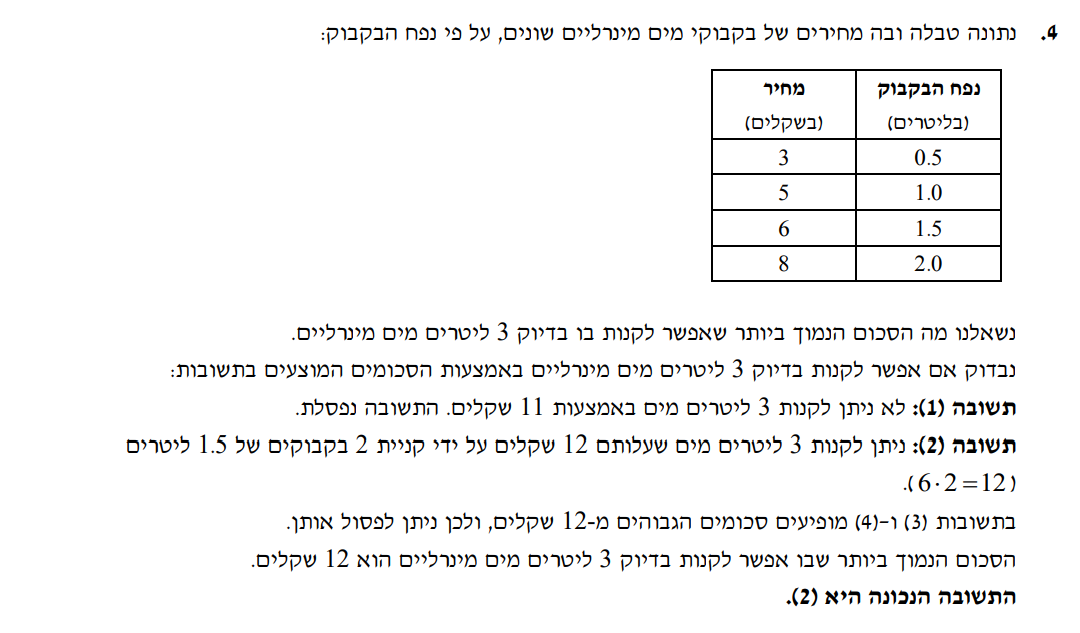 4. נתונה טבלה ובה מחירים של בקבוקי מים מינרליים שונים, על פי נפח הבקבוק:
נפח הבקבוק מחיר
(בליטרים) (בשקלים)
0.5 3
1.0 5
1.5 6
2.0 8
נשאלנו מה הסכום הנמוך ביותר שאפשר לקנות בו בדיוק 3 ליטרים מים מינרליים.
נבדוק אם אפשר לקנות בדיוק 3 ליטרים מים מינרליים באמצעות הסכומים המוצעים בתשובות:
תשובה (1): לא ניתן לקנות 3 ליטרים מים באמצעות 11 שקלים. התשובה נפסלת.
תשובה (2): ניתן לקנות 3 ליטרים מים שעלותם 12 שקלים על ידי קניית 2 בקבוקים של 1.5 ליטרים
(6·2=12).
בתשובות (3) ו-(4) מופיעים סכומים הגבוהים מ-12 שקלים, ולכן ניתן לפסול אותן.
הסכום הנמוך ביותר שבו אפשר לקנות בדיוק 3 ליטרים מים מינרליים הוא 12 שקלים.
התשובה הנכונה היא (2).